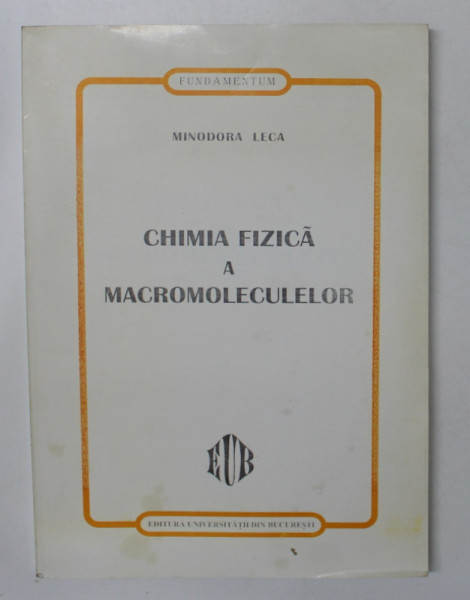 FUNDAMENTUM
MINODORA LECA
CHIMIA FIZICĂ
A
MACROMOLECULELOR
EUB
EDITURA UNIVERSITĂȚII DIN BUCUREȘTI